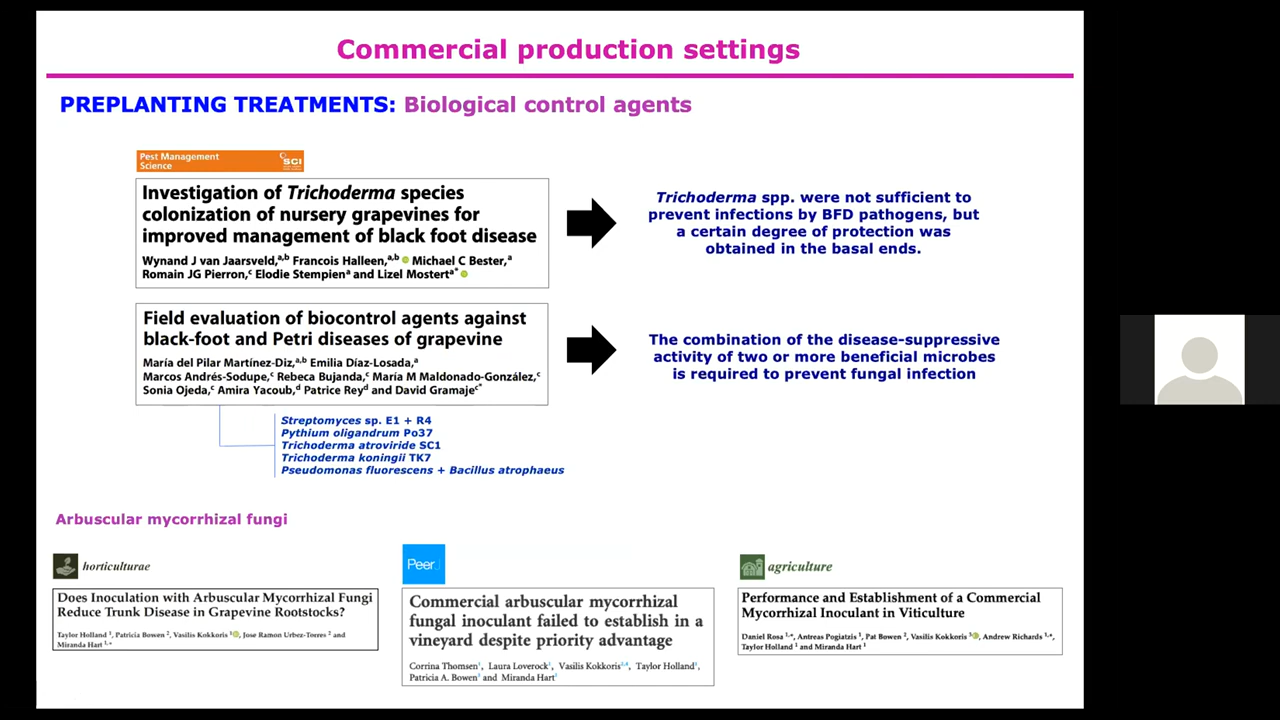 Commercial production settings
PREPLANTING TREATMENTS: Biological control agents
Pest Management
Science
SCI
Investigation of Trichoderma species
colonization of nursery grapevines for
improved management of black foot disease
Wynand J van Jaarsveld,a,b Francois Halleen,a,b Michael C Bester,a
Romain JG Pierron,c Elodie Stempiena and Lizel Mosterta*
Trichoderma spp. were not sufficient to
prevent infections by BFD pathogens, but
a certain degree of protection was
obtained in the basal ends.
Field evaluation of biocontrol agents against
black-foot and Petri diseases of grapevine
María del Pilar Martínez-Diz,a,b Emilia Díaz-Losada,a
Marcos Andrés-Sodupe,c Rebeca Bujanda,c María M Maldonado-González,c
Sonia Ojeda,c Amira Yacoub,d Patrice Reyd and David Gramajec*
The combination of the disease-suppressive
activity of two or more beneficial microbes
is required to prevent fungal infection
Streptomyces sp. E1 + R4
Pythium oligandrum Po37
Trichoderma atroviride SC1
Trichoderma koningii TK7
Pseudomonas fluorescens + Bacillus atrophaeus
Arbuscular mycorrhizal fungi
horticulturae
Does Inoculation with Arbuscular Mycorrhizal Fungi
Reduce Trunk Disease in Grapevine Rootstocks?
Taylor Holland 1, Patricia Bowen 2, Vasilis Kokkoris 1, Jose Ramon Urbez-Torres 2 and
Miranda Hart 1,*
PeerJ
Commercial arbuscular mycorrhizal
fungal inoculant failed to establish in a
vineyard despite priority advantage
Corrina Thomsen1, Laura Loverock1, Vasilis Kokkoris2,3, Taylor Holland4,
Patricia A. Bowen4 and Miranda Hart1
agriculture
Performance and Establishment of a Commercial
Mycorrhizal Inoculant in Viticulture
Daniel Rosa 1,*, Antreas Pogiatzis 1, Pat Bowen 2, Vasilis Kokkoris 3, Andrew Richards 1,*,
Taylor Holland 1 and Miranda Hart 1